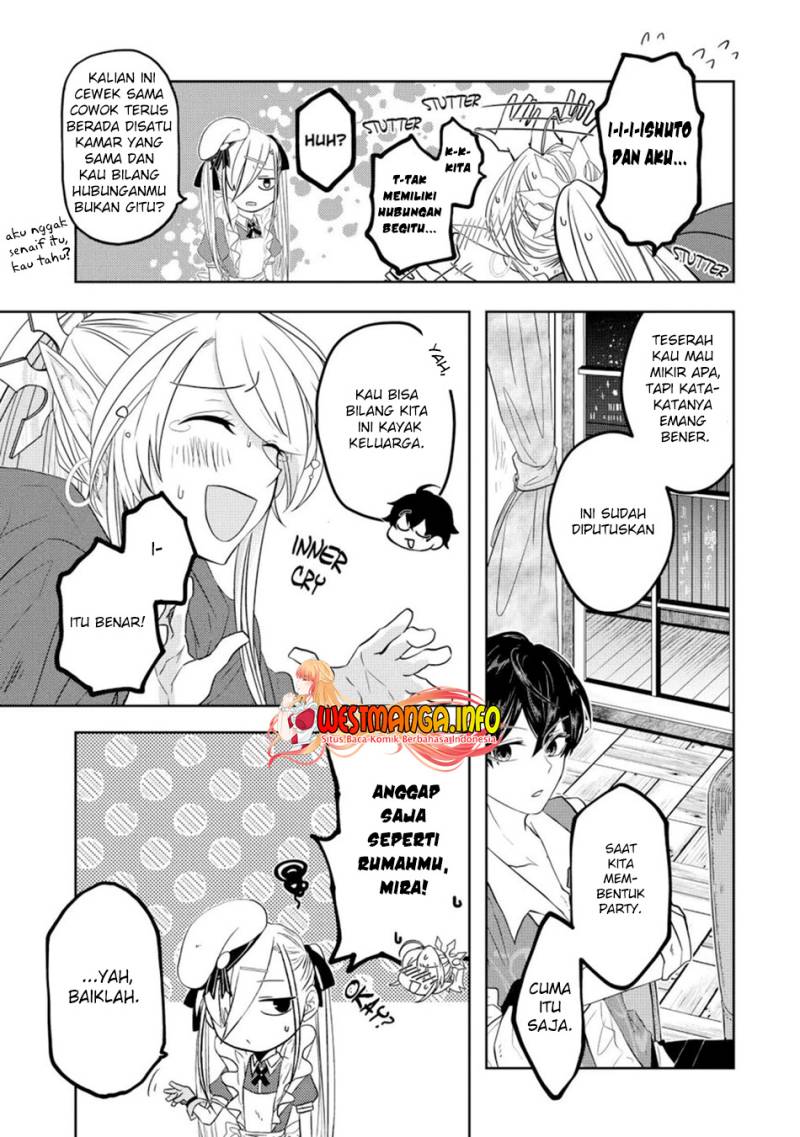 I-I-I-ISHUTO
DAN AKU...
STUTTER
STUTTER
K-K-
KITA
T-TAK
MEMILIKI
HUBUNGAN
BEGITU...
STUTTER
HUH?
KALIAN INI
CEWEK SAMA
COWOK TERUS
BERADA DISATU
KAMAR YANG
SAMA DAN
KAU BILANG
HUBUNGANMU
BUKAN GITU?
aku nggak
senaif itu,
kau tahu?
TESERAH
KAU MAU
MIKIR APA,
TAPI KATA-
KATANYA
EMANG
BENER.
INI SUDAH
DIPUTUSKAN
SAAT
KITA
MEM-
BENTUK
PARTY.
CUMA
ITU
SAJA.
YAH,
KAU BISA
BILANG KITA
INI KAYAK
KELUARGA.
INNER
CRY
I-
ITU BENAR!
WESTMANGA.INFO
Situs Baca Komik Berbahasa Indonesia
ANGGAP
SAJA
SEPERTI
RUMAHMU,
MIRA!
OKAY?
...YAH,
BAIKLAH.